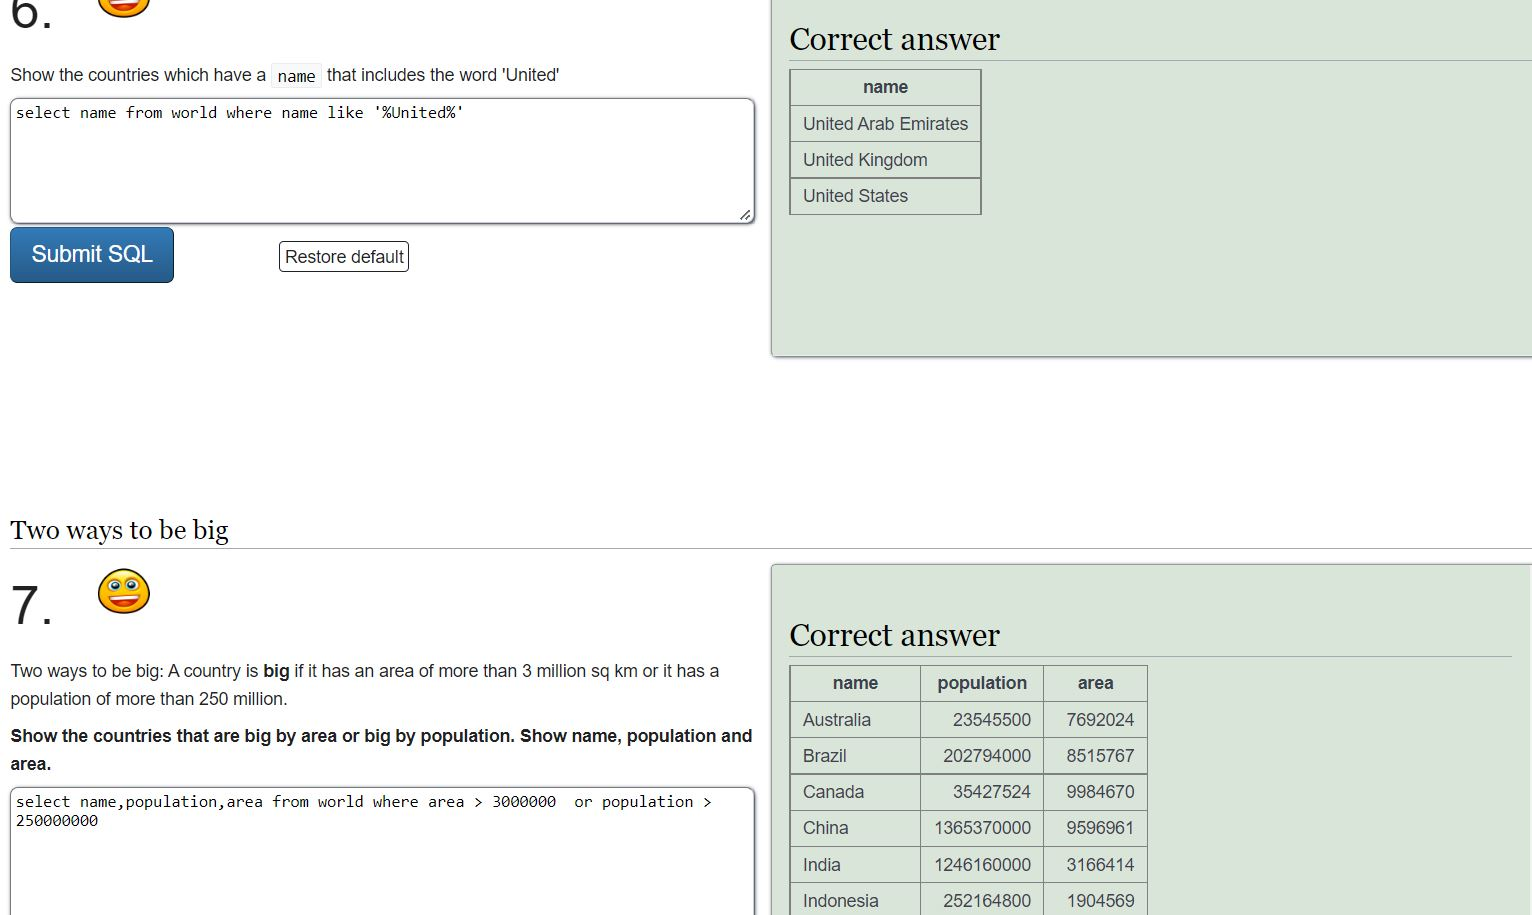 6.
Show the countries which have a name that includes the word 'United'
select name from world where name like '%United%'
Submit SQL
Restore default
Correct answer
name
United Arab Emirates
United Kingdom
United States
Two ways to be big
7.
Two ways to be big: A country is big if it has an area of more than 3 million sq km or it has a
population of more than 250 million.
Show the countries that are big by area or big by population. Show name, population and
area.
select name,population,area from world where area > 3000000  or population >
250000000
Correct answer
name population area
Australia 23545500 7692024
Brazil 202794000 8515767
Canada 35427524 9984670
China 1365370000 9596961
India 1246160000 3166414
Indonesia 252164800 1904569